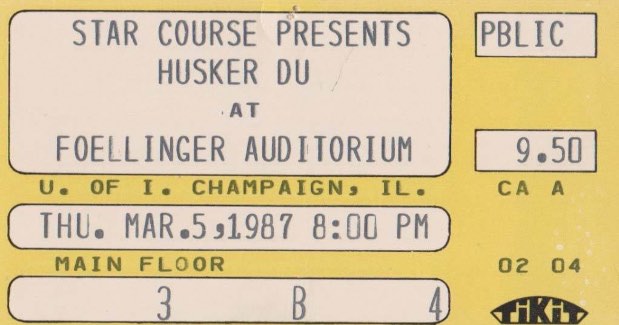 STAR COURSE PRESENTS PBLIC
HUSKER DU
AT
FOELLINGER AUDITORIUM 9.50
U. OF I. CHAMPAIGN, IL. CA A
THU. MAR.5,1987 8:00 PM
MAIN FLOOR 02 04
3 B 4 TiKiT